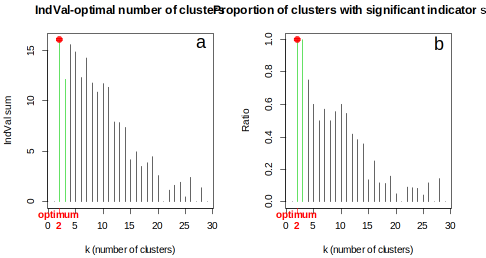 IndVal-optimal number of clusters
Proportion of clusters with significant indicator s
a
b
IndVal sum
0
5
10
15
optimum
2
0 5 10 15 20 25 30
k (number of clusters)
Ratio
0.0
0.2
0.4
0.6
0.8
1.0
optimum
2
0 5 10 15 20 25 30
k (number of clusters)